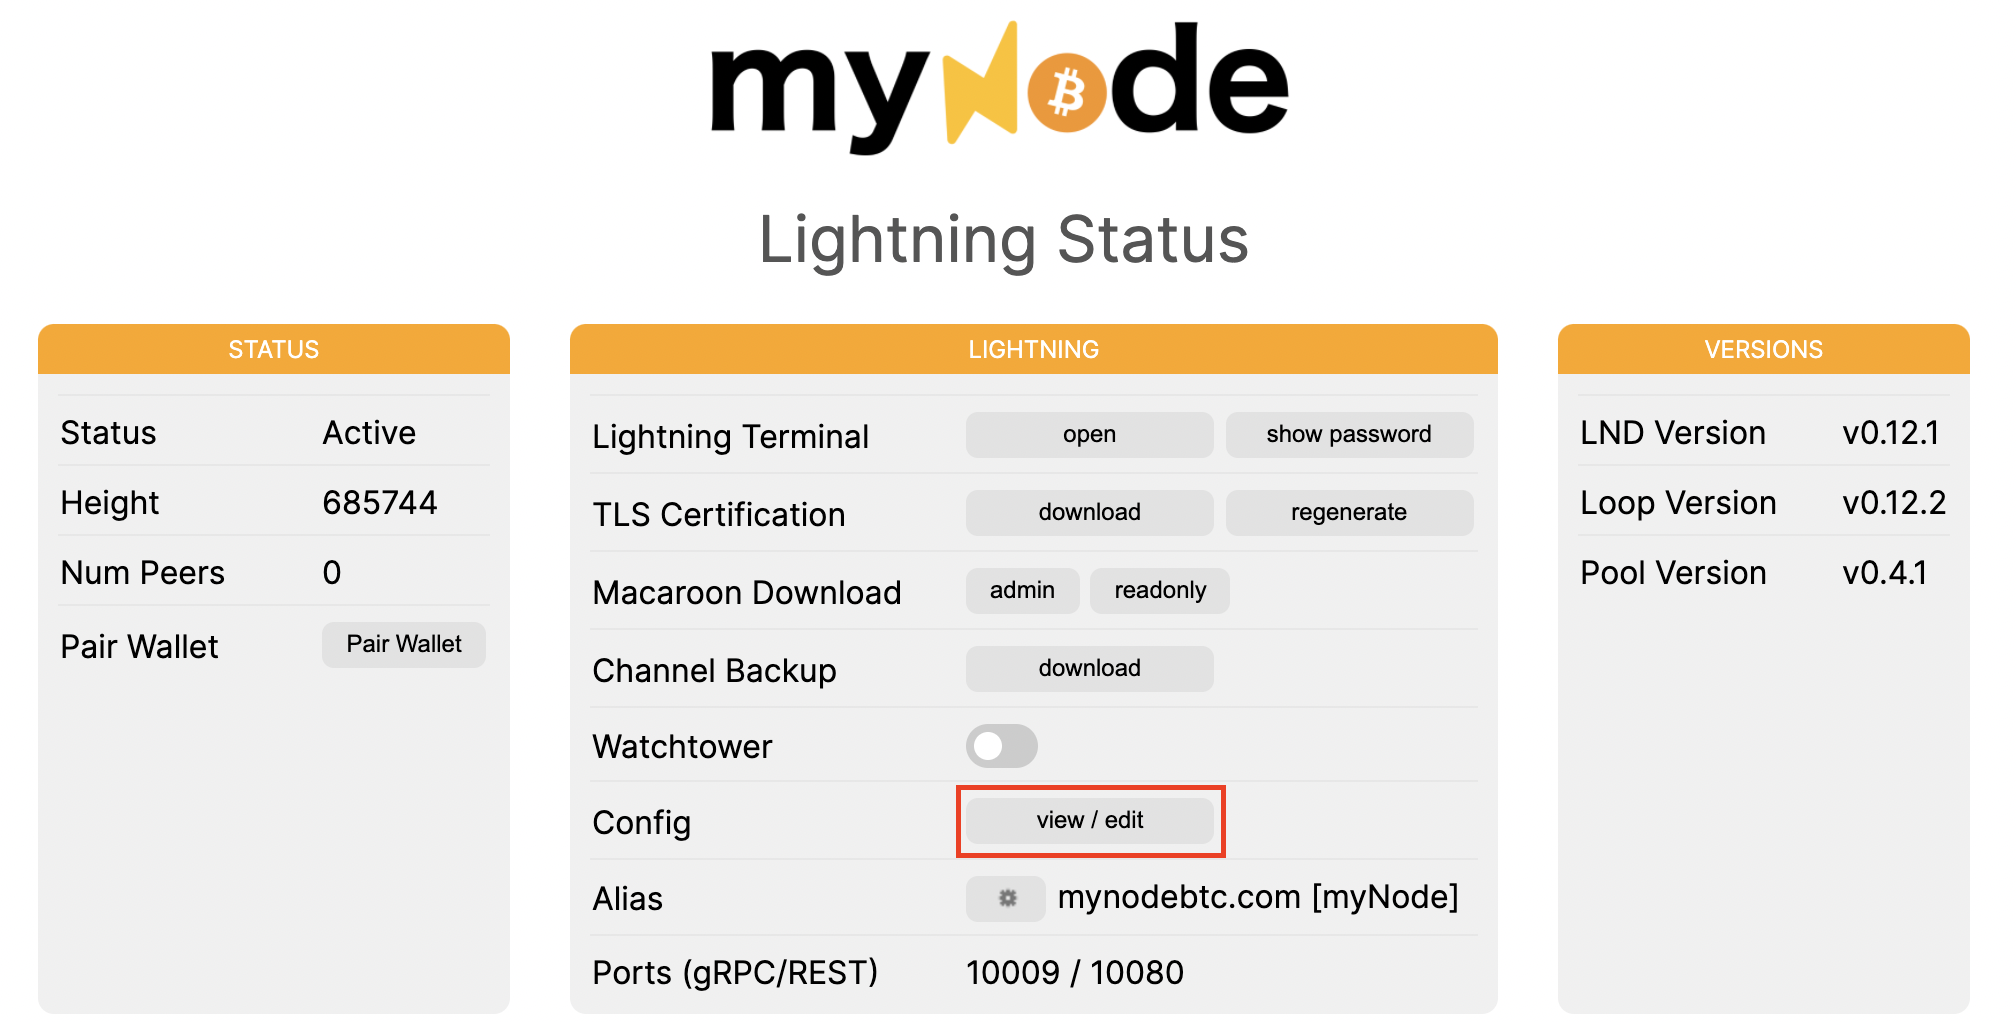 myNode
Lightning Status
STATUS
Status Active
Height 685744
Num Peers 0
Pair Wallet Pair Wallet
LIGHTNING
Lightning Terminal open show password
TLS Certification download regenerate
Macaroon Download admin readonly
Channel Backup download
Watchtower
Config view / edit
Alias mynodebtc.com [myNode]
Ports (gRPC/REST) 10009 / 10080
VERSIONS
LND Version v0.12.1
Loop Version v0.12.2
Pool Version v0.4.1